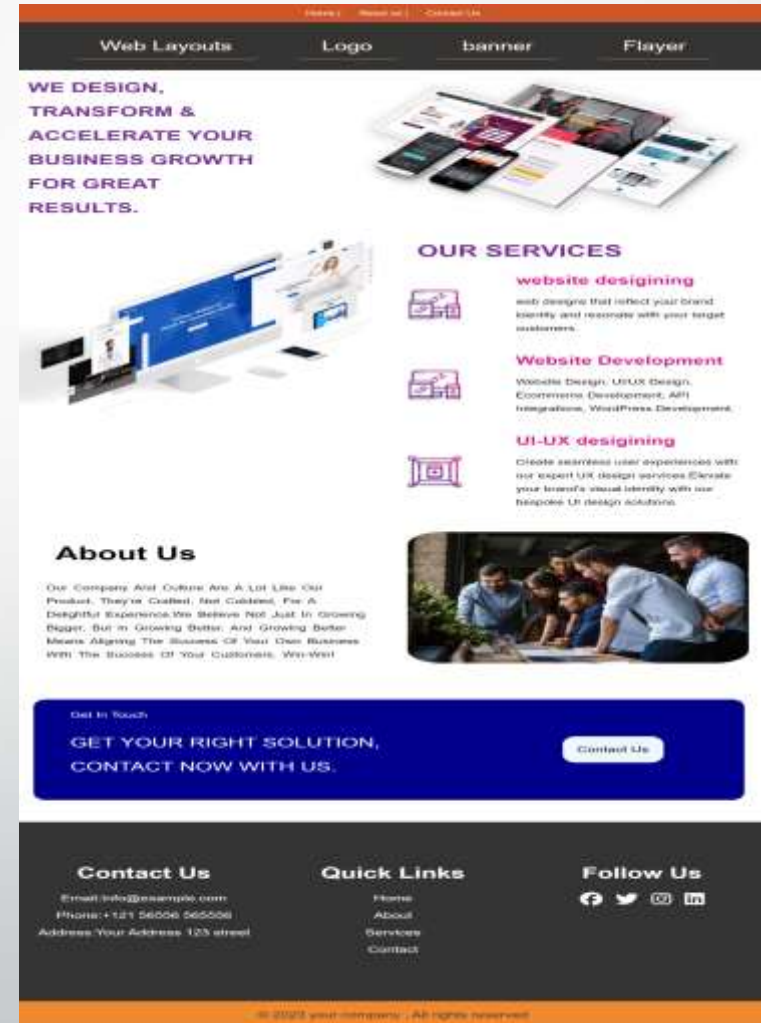 Home | About us | Contact Us
Web Layouts Logo banner Flayer
WE DESIGN,
TRANSFORM &
ACCELERATE YOUR
BUSINESS GROWTH
FOR GREAT
RESULTS.
OUR SERVICES
website desigining
web designs that reflect your brand
identity and resonate with your target
customers.
Website Development
Website Design, UI/UX Design,
Ecommerce Development, API
Integrations, WordPress Development.
UI-UX desigining
Create seamless user experiences with
our expert UX design services.Elevate
your brand's visual identity with our
bespoke UI design solutions.
About Us
Our Company And Culture Are A Lot Like Our
Product. They're Crafted, Not Cobbled, For A
Delightful Experience.We Believe Not Just In Growing
Bigger, But In Growing Better. And Growing Better
Means Aligning The Success Of Your Own Business
With The Success Of Your Customers. Win-Win!
Get In Touch
GET YOUR RIGHT SOLUTION,
CONTACT NOW WITH US.
Contact Us
Contact Us
Email:Info@example.com
Phone:+121 56556 565556
Address:Your Address 123 street
Quick Links
Home
About
Services
Contact
Follow Us
© 2023 your company . All rights reserved